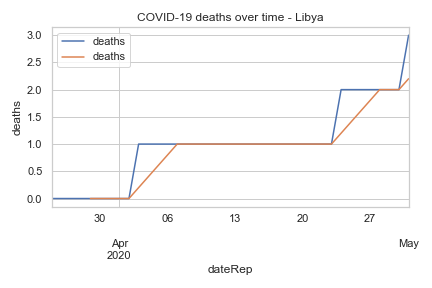 COVID-19 deaths over time - Libya
deaths
deaths
deaths
3.0
2.5
2.0
1.5
1.0
0.5
0.0
30 06 13 20 27
Apr May
2020
dateRep